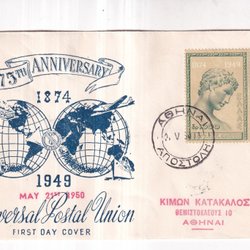 75TH ANNIVERSARY
1874
1949
MAY 21ST 1950
Universal Postal Union
FIRST DAY COVER
1874 1949
ΑΘΗΝΑΙ
ΑΠΟΣΤΟΛΗ
ΚΙΜΩΝ ΚΑΤΑΚΑΛΟΣ
ΘΕΜΙΣΤΟΚΛΕΟΥΣ 10
ΑΘΗΝΑΙ